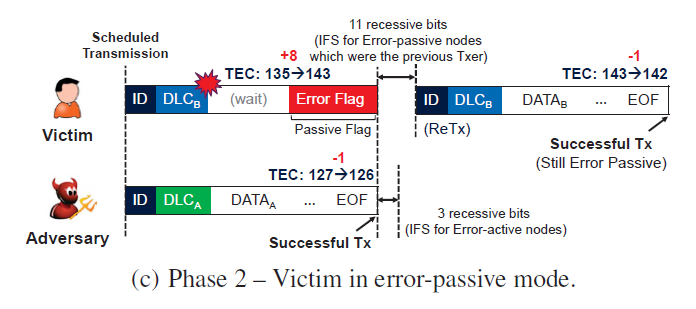 Scheduled
Transmission
11 recessive bits
(IFS for Error-passive nodes
which were the previous Txer)
+8
TEC: 135→143
-1
TEC: 143→142
ID DLCB (wait) Error Flag
ID DLCB DATAB ... EOF
Victim
Passive Flag
(ReTx)
Successful Tx
(Still Error Passive)
-1
TEC: 127→126
ID DLCA DATAA ... EOF
Adversary
Successful Tx
3 recessive bits
(IFS for Error-active nodes)
(c) Phase 2 – Victim in error-passive mode.